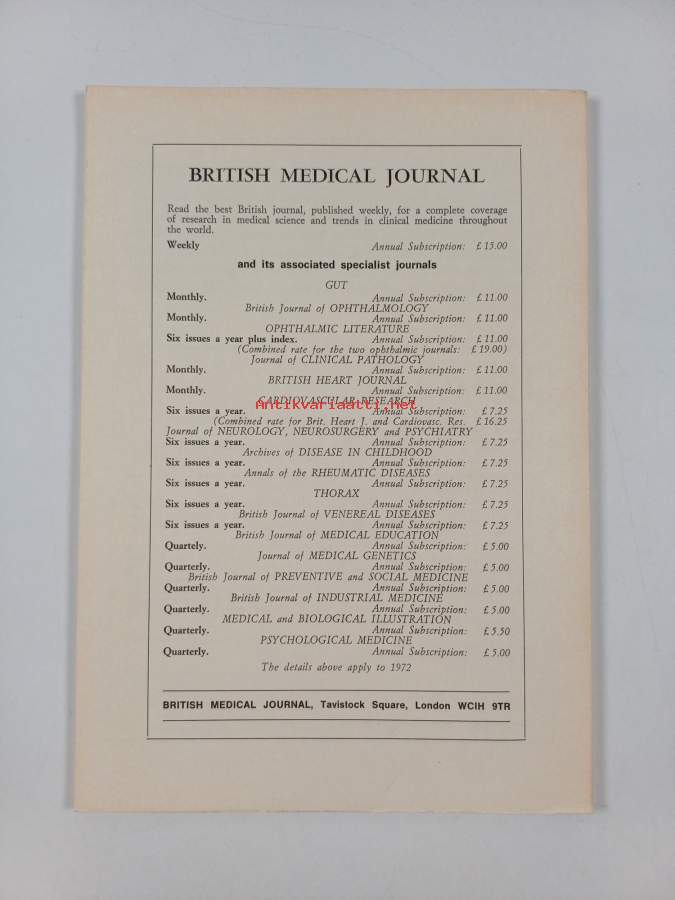 BRITISH MEDICAL JOURNAL
Read the best British journal, published weekly, for a complete coverage
of research in medical science and trends in clinical medicine throughout
the world.
Weekly Annual Subscription: £15.00
and its associated specialist journals
GUT
Monthly. Annual Subscription: £11.00
British Journal of OPHTHALMOLOGY
Monthly. Annual Subscription: £11.00
OPHTHALMIC LITERATURE
Six issues a year plus index. Annual Subscription: £11.00
(Combined rate for the two ophthalmic journals: £19.00)
Journal of CLINICAL PATHOLOGY
Monthly. Annual Subscription: £11.00
BRITISH HEART JOURNAL
Monthly. Annual Subscription: £11.00
CARDIOVASCULAR RESEARCH
Antikvariaatti.net
Six issues a year. Annual Subscription: £7.25
(Combined rate for Brit. Heart J. and Cardiovasc. Res. £16.25
Journal of NEUROLOGY, NEUROSURGERY and PSYCHIATRY
Six issues a year. Annual Subscription: £7.25
Archives of DISEASE IN CHILDHOOD
Six issues a year. Annual Subscription: £7.25
Annals of the RHEUMATIC DISEASES
Six issues a year. Annual Subscription: £7.25
THORAX
Six issues a year. Annual Subscription: £7.25
British Journal of VENEREAL DISEASES
Six issues a year. Annual Subscription: £7.25
British Journal of MEDICAL EDUCATION
Quartely. Annual Subscription: £5.00
Journal of MEDICAL GENETICS
Quarterly. Annual Subscription: £5.00
British Journal of PREVENTIVE and SOCIAL MEDICINE
Quarterly. Annual Subscription: £5.00
British Journal of INDUSTRIAL MEDICINE
Quarterly. Annual Subscription: £5.00
MEDICAL and BIOLOGICAL ILLUSTRATION
Quarterly. Annual Subscription: £5.50
PSYCHOLOGICAL MEDICINE
Quarterly. Annual Subscription: £5.00
The details above apply to 1972
BRITISH MEDICAL JOURNAL, Tavistock Square, London WCIH 9TR